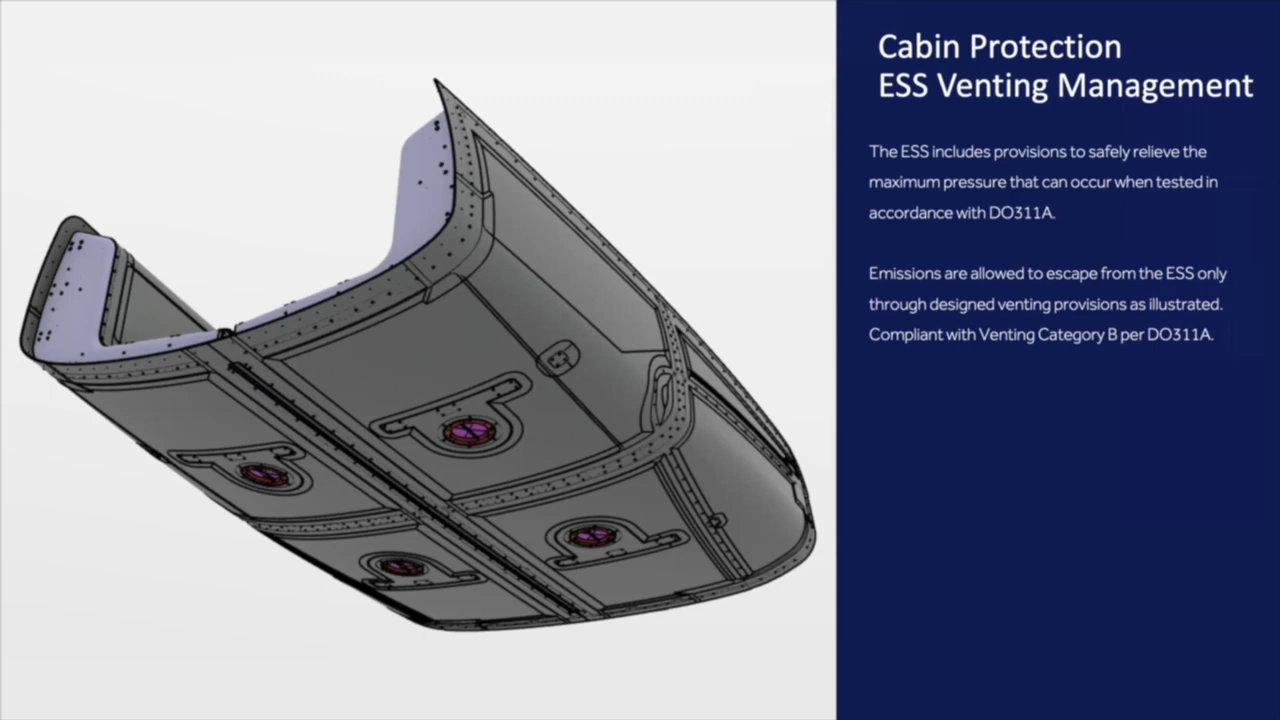 Cabin Protection
ESS Venting Management
The ESS includes provisions to safely relieve the
maximum pressure that can occur when tested in
accordance with DO311A.
Emissions are allowed to escape from the ESS only
through designed venting provisions as illustrated.
Compliant with Venting Category B per DO311A.